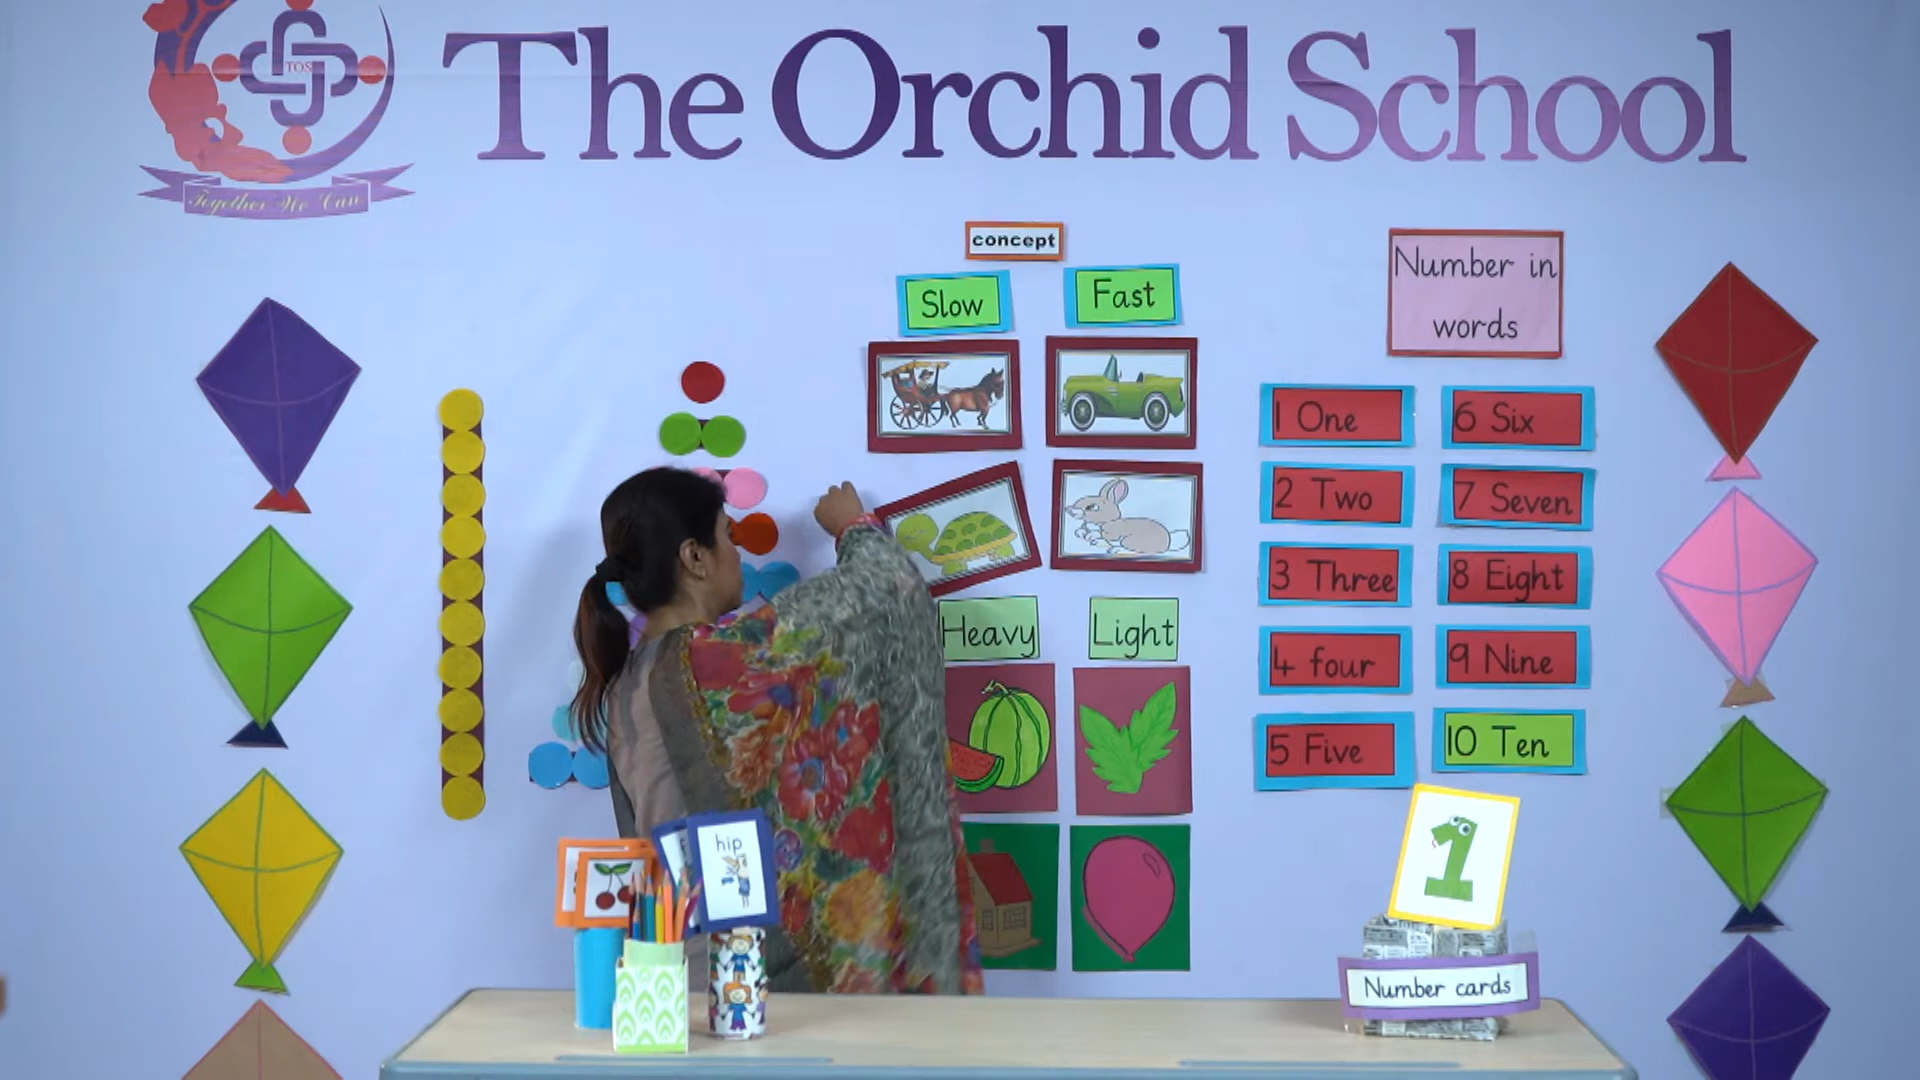 TOS
Together We Can
The Orchid School
concept
Slow
Fast
Heavy
Light
Number in
words
1 One
2 Two
3 Three
4 four
5 Five
6 Six
7 Seven
8 Eight
9 Nine
10 Ten
hip
1
Number cards